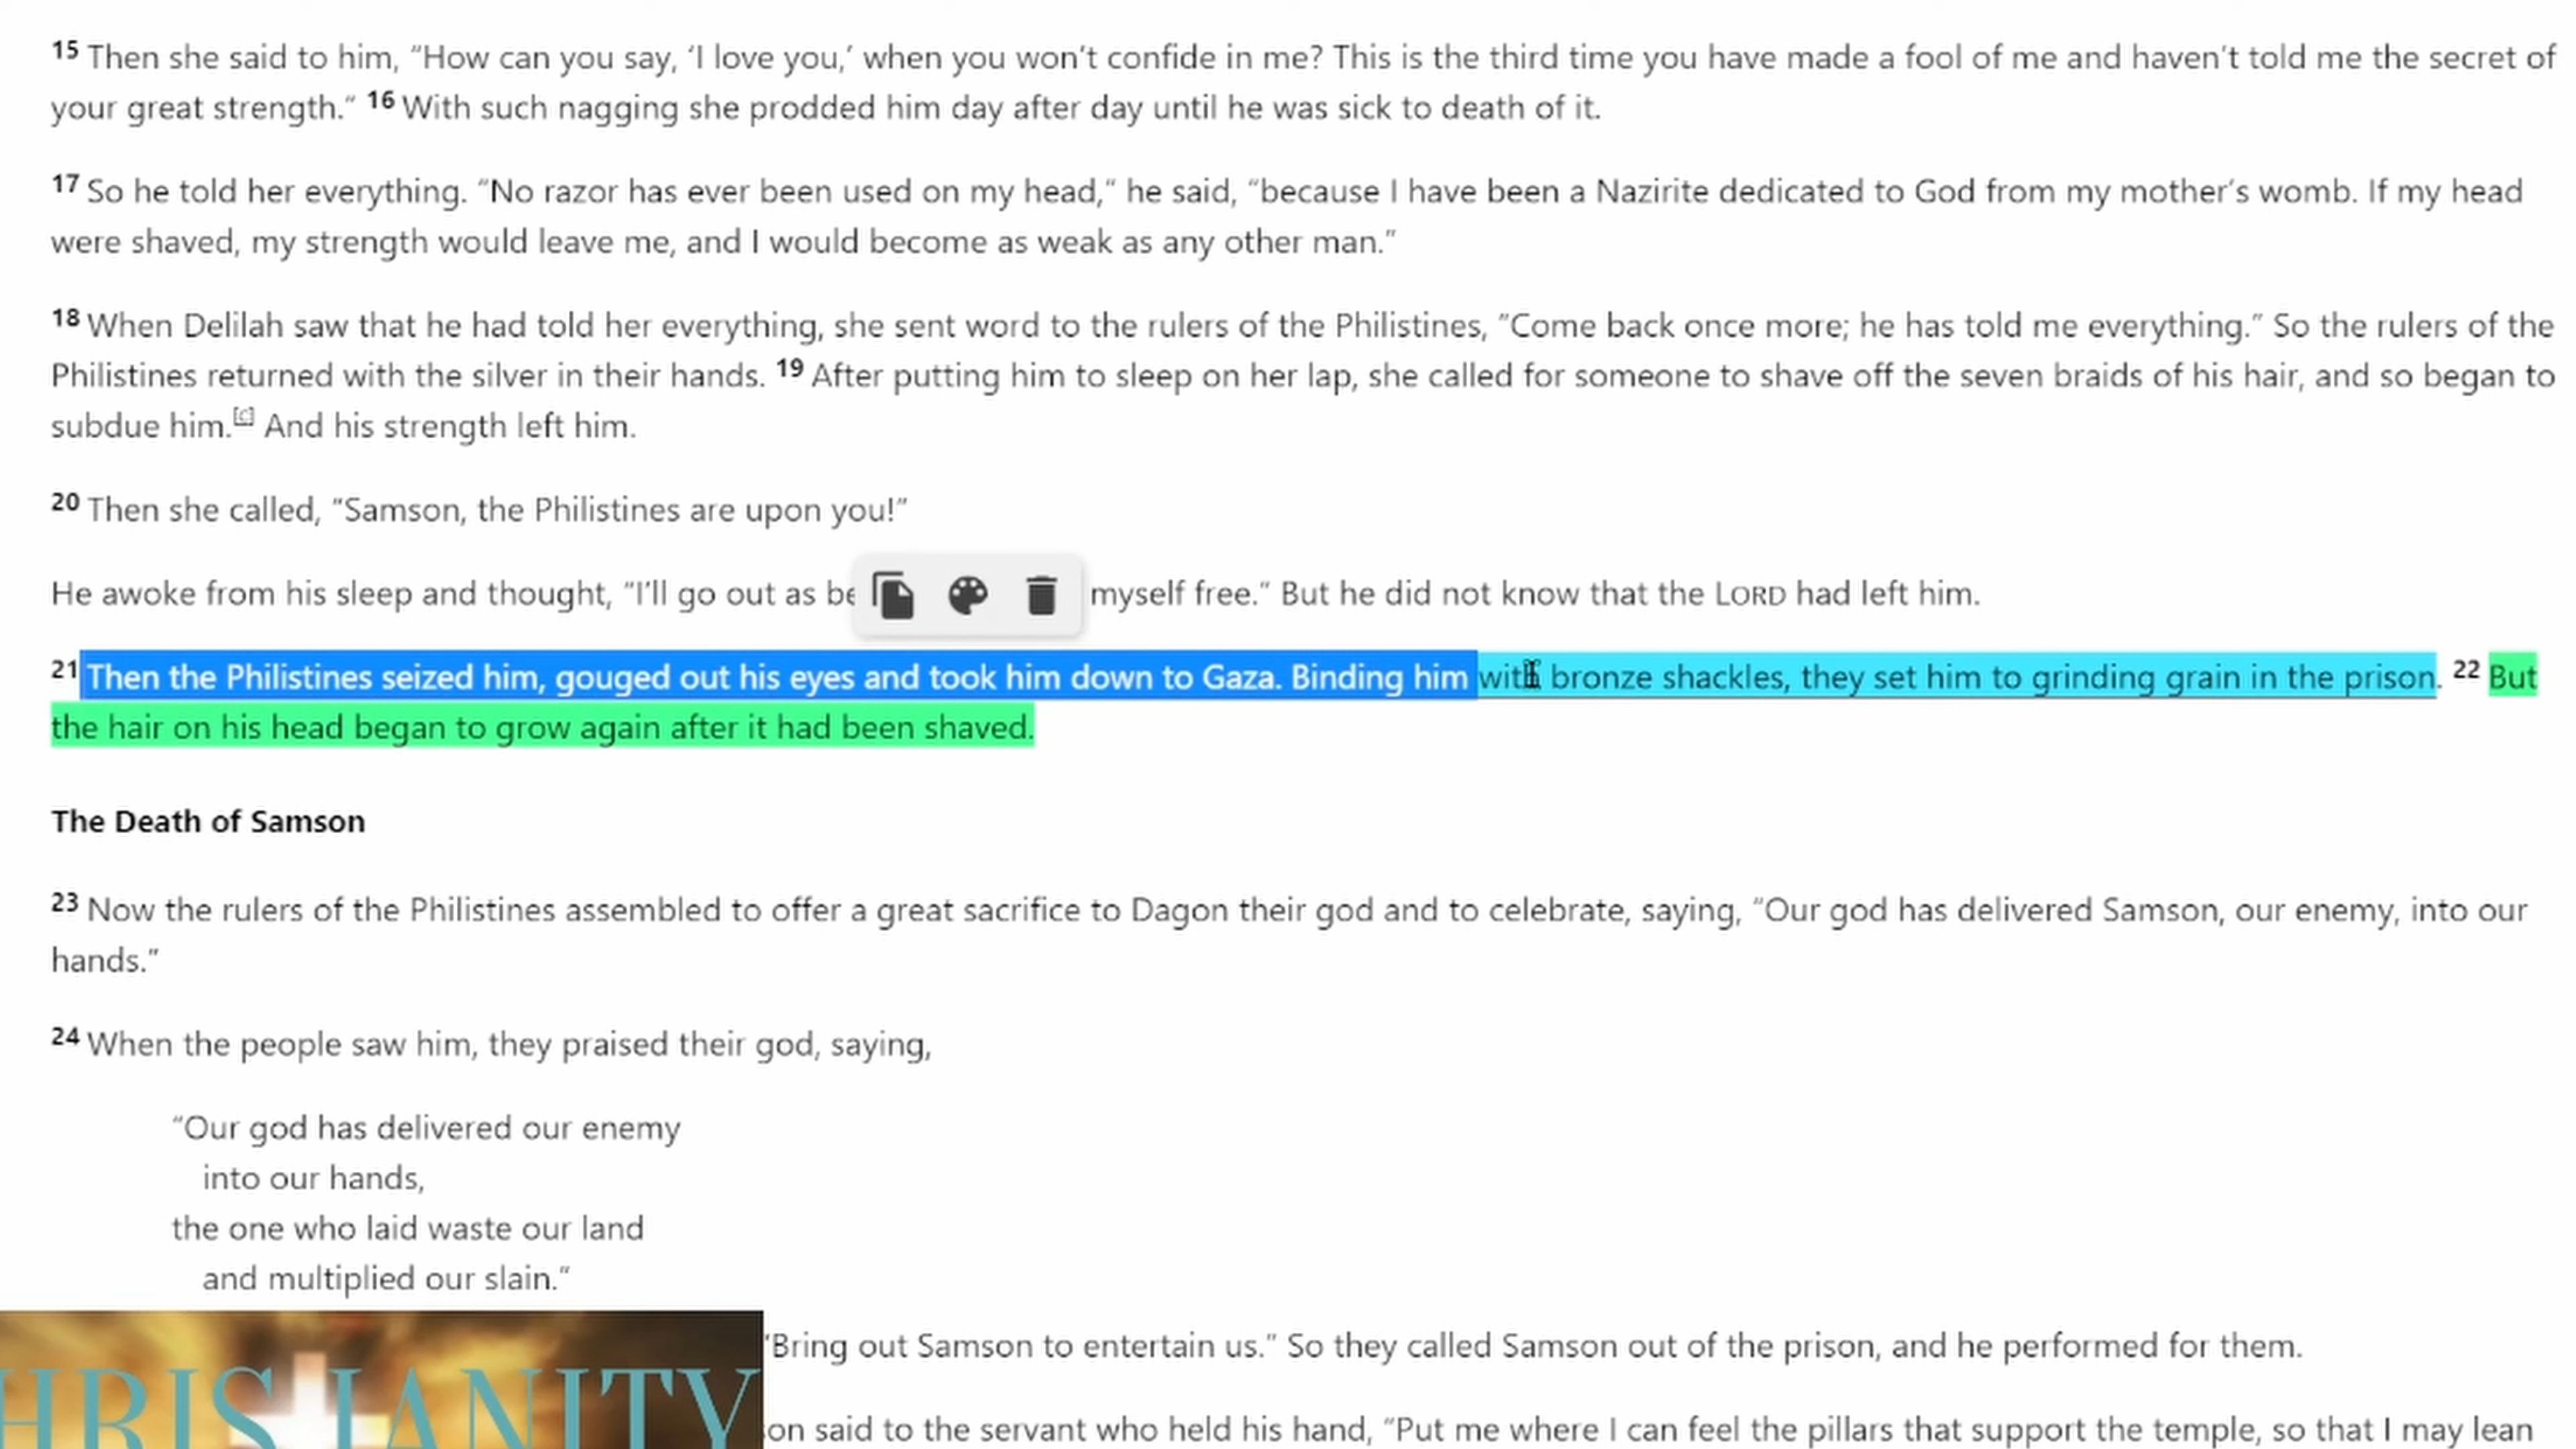 15 Then she said to him, “How can you say, ‘I love you,’ when you won’t confide in me? This is the third time you have made a fool of me and haven’t told me the secret of
your great strength.” 16 With such nagging she prodded him day after day until he was sick to death of it.
17 So he told her everything. “No razor has ever been used on my head,” he said, “because I have been a Nazirite dedicated to God from my mother’s womb. If my head
were shaved, my strength would leave me, and I would become as weak as any other man.”
18 When Delilah saw that he had told her everything, she sent word to the rulers of the Philistines, “Come back once more; he has told me everything.” So the rulers of the
Philistines returned with the silver in their hands. 19 After putting him to sleep on her lap, she called for someone to shave off the seven braids of his hair, and so began to
subdue him.[c] And his strength left him.
20 Then she called, “Samson, the Philistines are upon you!”
He awoke from his sleep and thought, “I’ll go out as be myself free.” But he did not know that the LORD had left him.
21 Then the Philistines seized him, gouged out his eyes and took him down to Gaza. Binding him with bronze shackles, they set him to grinding grain in the prison. 22 But
the hair on his head began to grow again after it had been shaved.
The Death of Samson
23 Now the rulers of the Philistines assembled to offer a great sacrifice to Dagon their god and to celebrate, saying, “Our god has delivered Samson, our enemy, into our
hands.”
24 When the people saw him, they praised their god, saying,
“Our god has delivered our enemy
into our hands,
the one who laid waste our land
and multiplied our slain.”
“Bring out Samson to entertain us.” So they called Samson out of the prison, and he performed for them.
on said to the servant who held his hand, “Put me where I can feel the pillars that support the temple, so that I may lean
HRISTIANITY